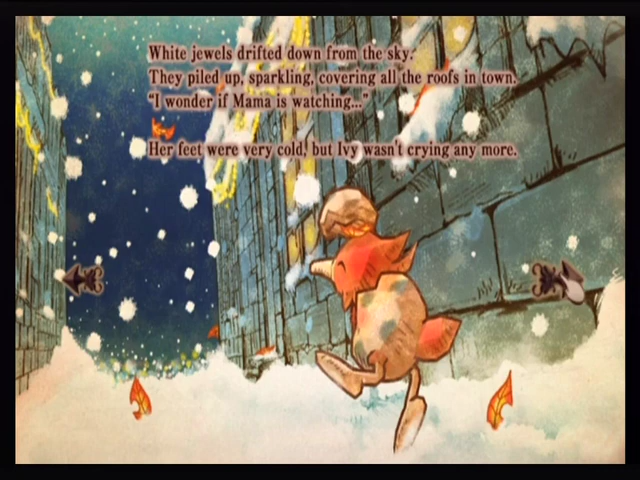 White jewels drifted down from the sky.
They piled up, sparkling, covering all the roofs in town.
"I wonder if Mama is watching..."
Her feet were very cold, but Ivy wasn't crying any more.